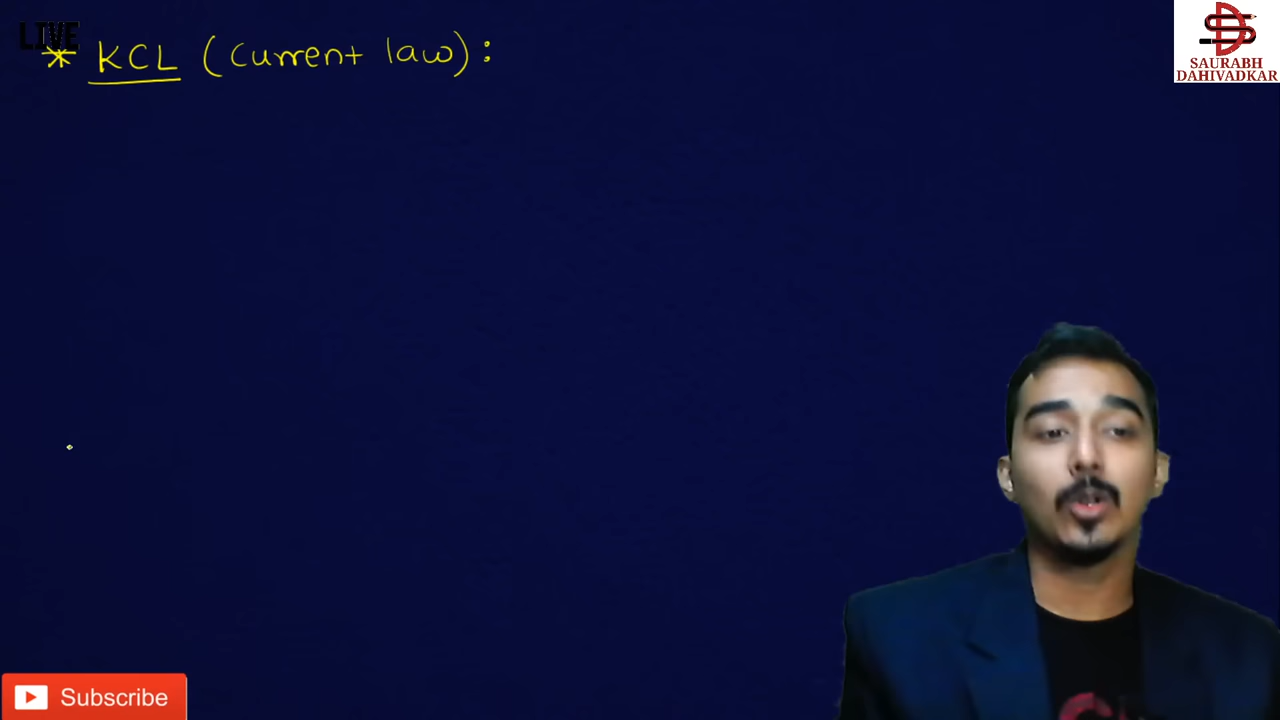 LIVE
* KCL (Current law):
SAURABH
DAHIVADKAR
Subscribe